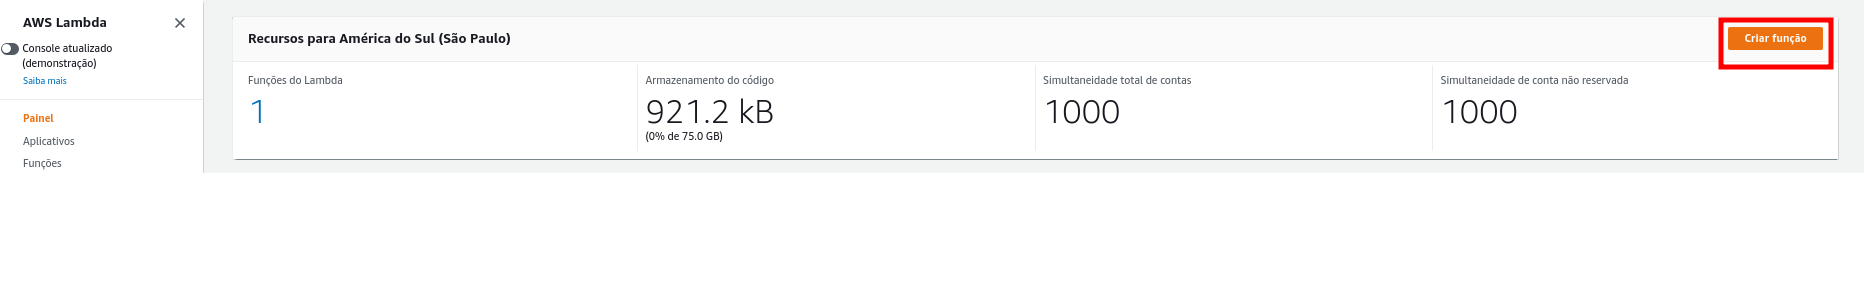 AWS Lambda
Console atualizado
(demonstração)
Saiba mais
Painel
Aplicativos
Funções
Recursos para América do Sul (São Paulo)
Criar função
Funções do Lambda
1
Armazenamento do código
921.2 kB
(0% de 75.0 GB)
Simultaneidade total de contas
1000
Simultaneidade de conta não reservada
1000